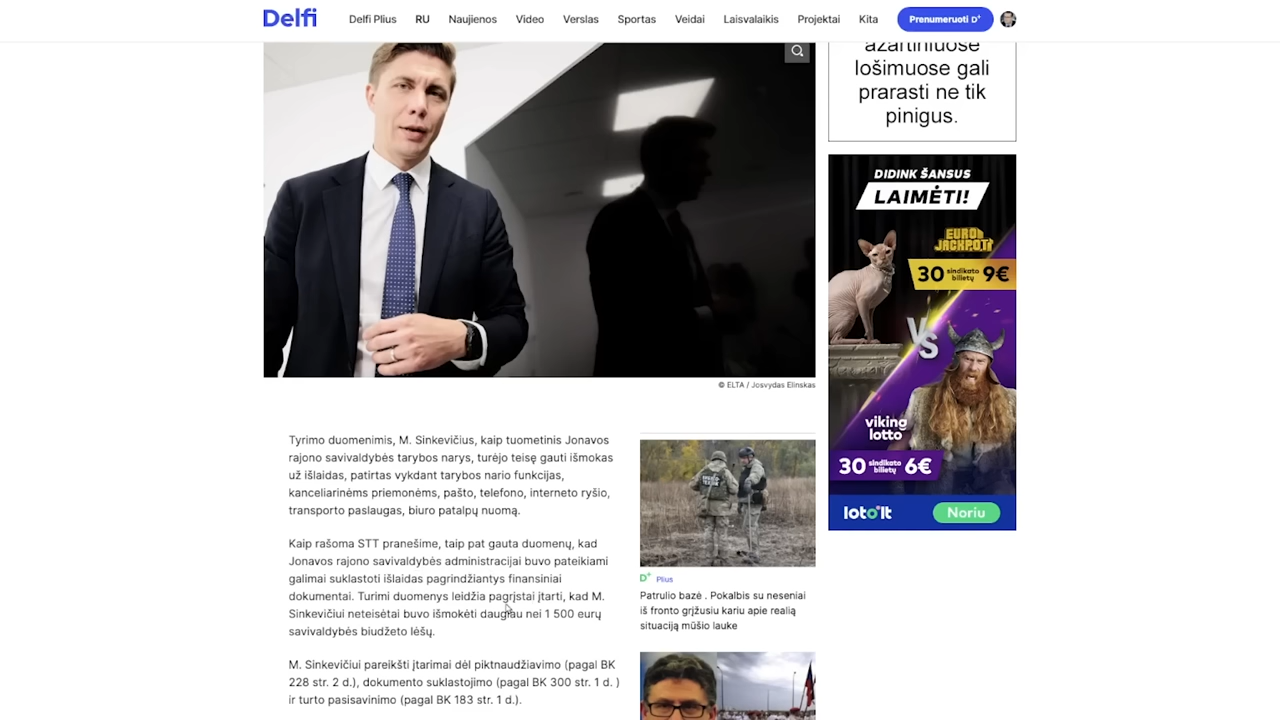 Delfi
Delfi Plius
RU
Naujienos
Video
Verslas
Sportas
Veidai
Laisvalaikis
Projektai
Kita
Prenumeruoti D+
© ELTA / Josvydas Elinskas
Tyrimo duomenimis, M. Sinkevičius, kaip tuometinis Jonavos
rajono savivaldybės tarybos narys, turėjo teisę gauti išmokas
už išlaidas, patirtas vykdant tarybos nario funkcijas,
kanceliarinėms priemonėms, pašto, telefono, interneto ryšio,
transporto paslaugas, biuro patalpų nuomą.
Kaip rašoma STT pranešime, taip pat gauta duomenų, kad
Jonavos rajono savivaldybės administracijai buvo pateikiami
galimai suklastoti išlaidas pagrindžiantys finansiniai
dokumentai. Turimi duomenys leidžia pagrįstai įtarti, kad M.
Sinkevičiui neteisėtai buvo išmokėti daugiau nei 1 500 eurų
savivaldybės biudžeto lėšų.
M. Sinkevičiui pareikšti įtarimai dėl piktnaudžiavimo (pagal BK
228 str. 2 d.), dokumento suklastojimo (pagal BK 300 str. 1 d. )
ir turto pasisavinimo (pagal BK 183 str. 1 d.).
D+ Plius
Patrulio bazė . Pokalbis su neseniai
iš fronto grįžusiu kariu apie realią
situaciją mūšio lauke
azartiniuose
lošimuose gali
prarasti ne tik
pinigus.
DIDINK ŠANSUS
LAIMĖTI!
EURO
JACKPOT
30 sindikato bilietų 9€
VS
viking
lotto
30 sindikato bilietų 6€
loto lt
Noriu